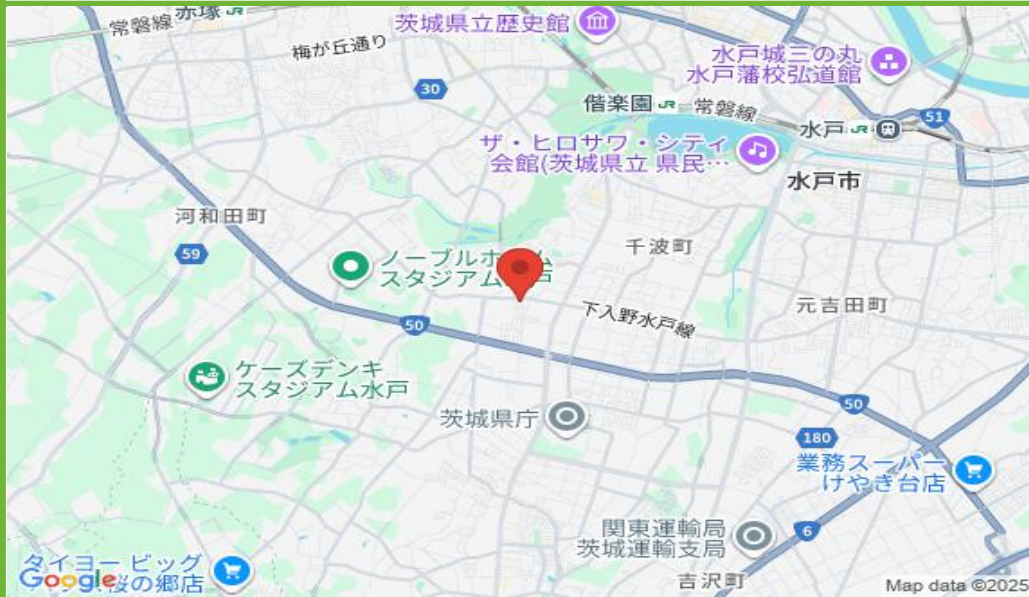 常磐線
赤塚 JR
梅が丘通り
茨城県立歴史館
30
水戸城三の丸
水戸藩校弘道館
偕楽園 JR
常磐線
51
水戸 JR
ザ・ヒロサワ・シティ
会館(茨城県立 県民…
水戸市
河和田町
59
千波町
ノーブルホーム
スタジアム水戸
下入野水戸線
元吉田町
50
ケーズデンキ
スタジアム水戸
茨城県庁
50
180
業務スーパー
けやき台店
関東運輸局
茨城運輸支局
6
吉沢町
タイヨー ビッグ
桜の郷店
Google
Map data ©2025